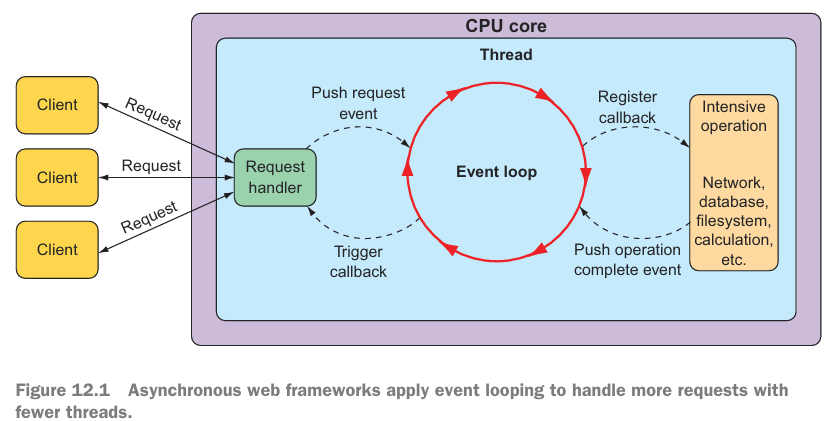 CPU core
Thread
Client
Client
Client
Request
Request
Request
Request
handler
Push request
event
Trigger
callback
Event loop
Register
callback
Push operation
complete event
Intensive
operation
Network,
database,
filesystem,
calculation,
etc.
Figure 12.1 Asynchronous web frameworks apply event looping to handle more requests with
fewer threads.